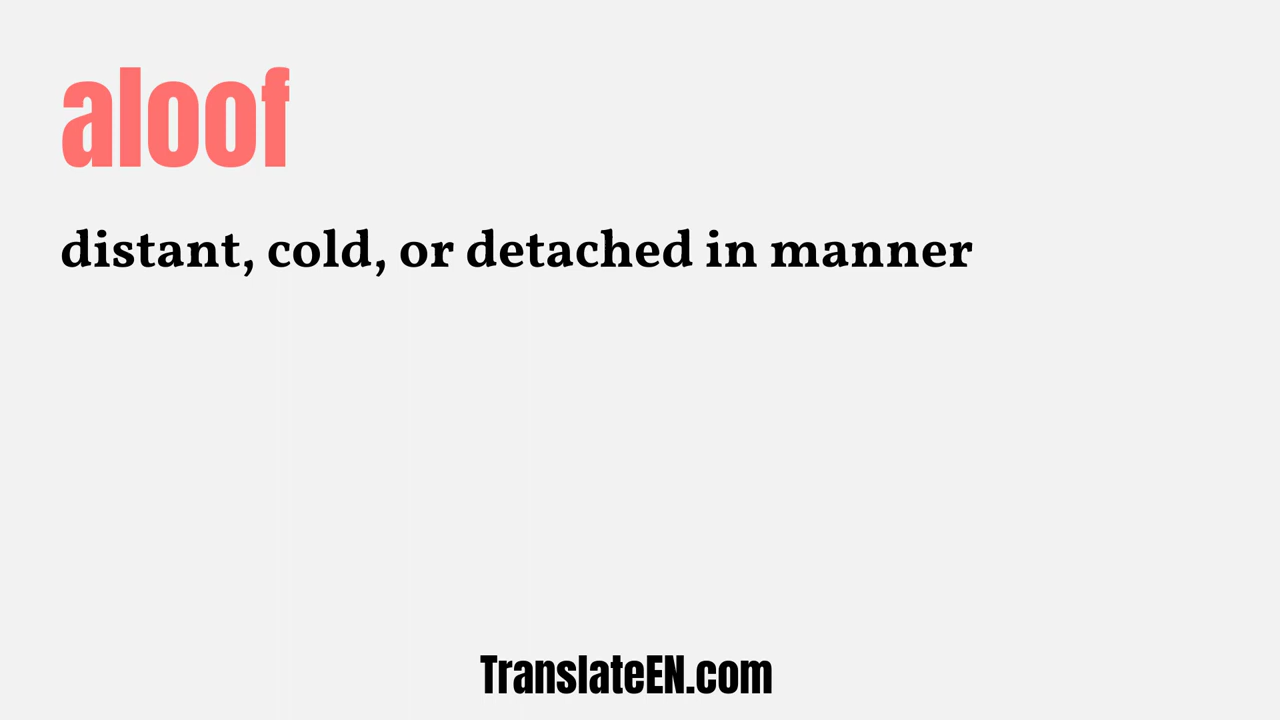 aloof
distant, cold, or detached in manner
TranslateEN.com